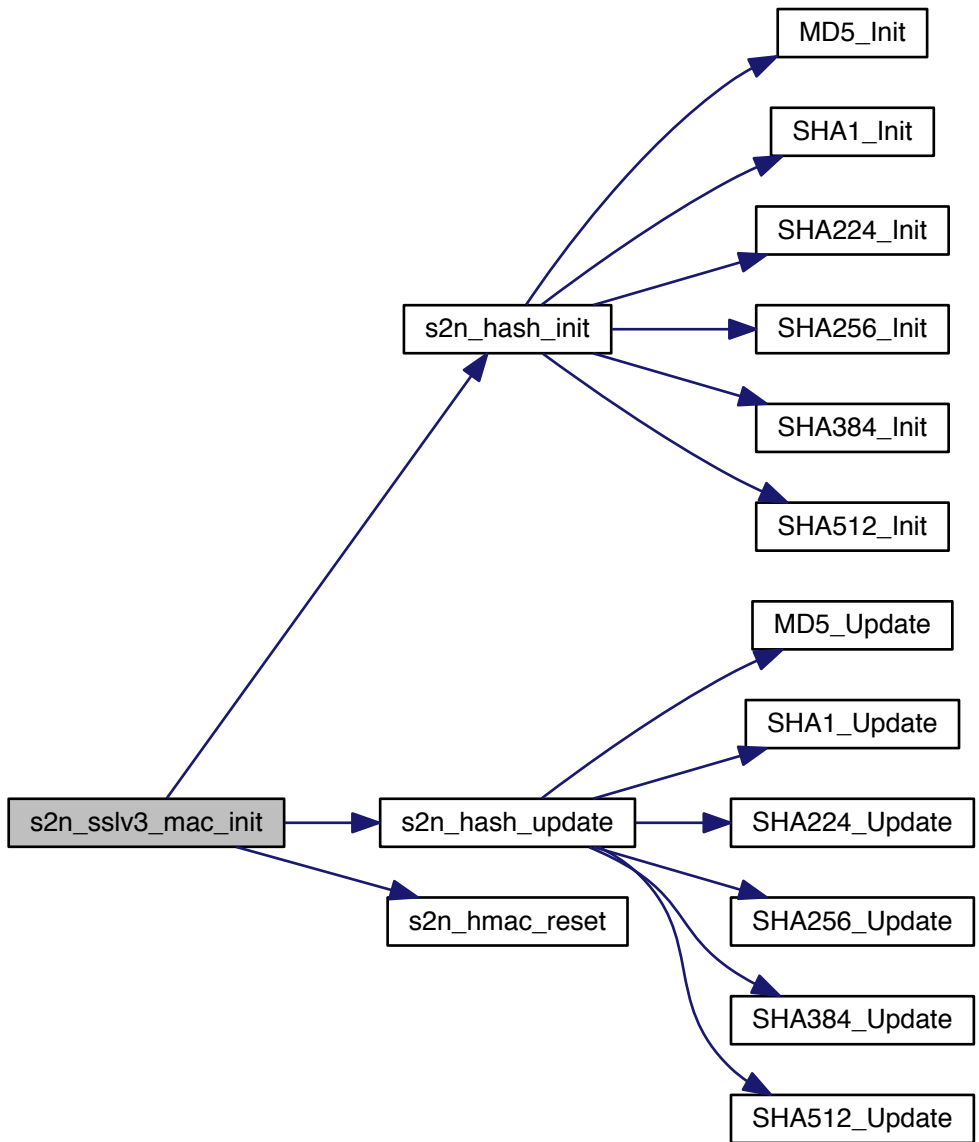 MD5_Init
SHA1_Init
SHA224_Init
s2n_hash_init
SHA256_Init
SHA384_Init
SHA512_Init
MD5_Update
SHA1_Update
s2n_sslv3_mac_init
s2n_hash_update
SHA224_Update
s2n_hmac_reset
SHA256_Update
SHA384_Update
SHA512_Update